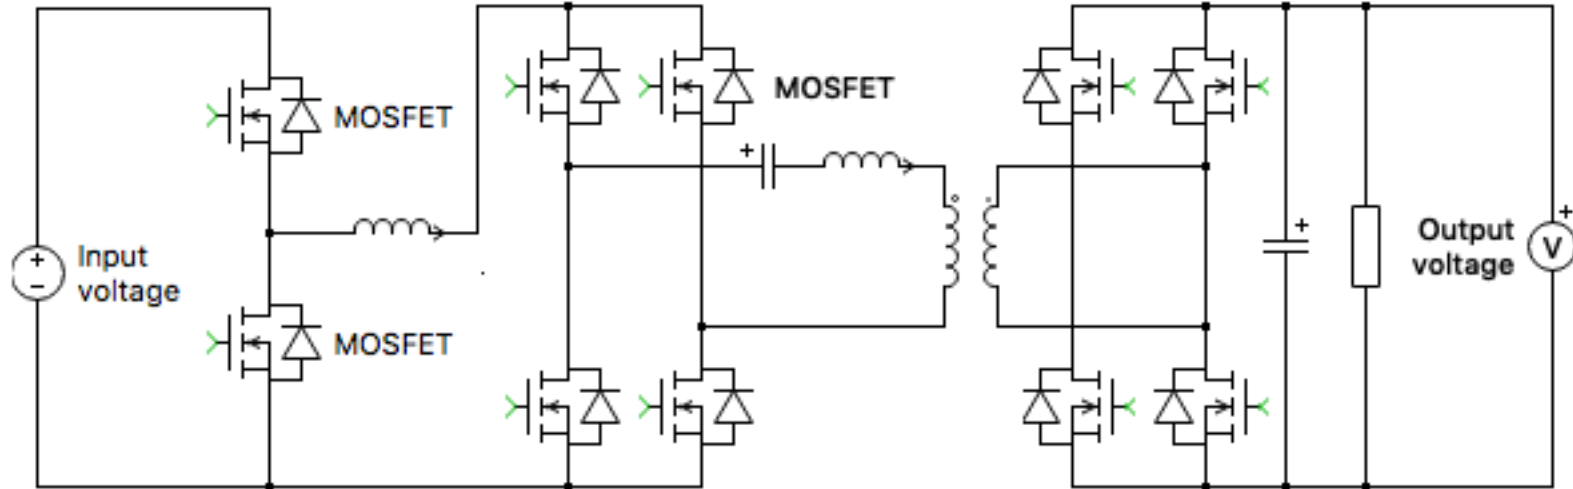 MOSFET
MOSFET
Input
voltage
MOSFET
Output
voltage
V